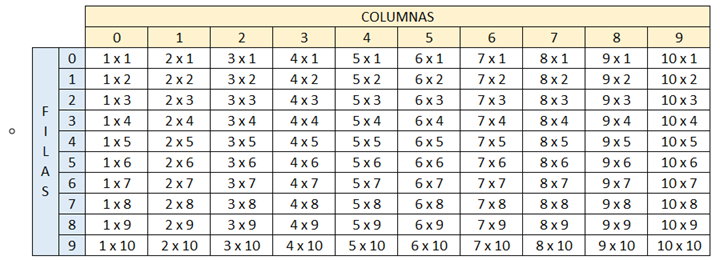 COLUMNAS
0 1 2 3 4 5 6 7 8 9
FILAS
0 1 x 1 2 x 1 3 x 1 4 x 1 5 x 1 6 x 1 7 x 1 8 x 1 9 x 1 10 x 1
1 1 x 2 2 x 2 3 x 2 4 x 2 5 x 2 6 x 2 7 x 2 8 x 2 9 x 2 10 x 2
2 1 x 3 2 x 3 3 x 3 4 x 3 5 x 3 6 x 3 7 x 3 8 x 3 9 x 3 10 x 3
3 1 x 4 2 x 4 3 x 4 4 x 4 5 x 4 6 x 4 7 x 4 8 x 4 9 x 4 10 x 4
4 1 x 5 2 x 5 3 x 5 4 x 5 5 x 5 6 x 5 7 x 5 8 x 5 9 x 5 10 x 5
5 1 x 6 2 x 6 3 x 6 4 x 6 5 x 6 6 x 6 7 x 6 8 x 6 9 x 6 10 x 6
6 1 x 7 2 x 7 3 x 7 4 x 7 5 x 7 6 x 7 7 x 7 8 x 7 9 x 7 10 x 7
7 1 x 8 2 x 8 3 x 8 4 x 8 5 x 8 6 x 8 7 x 8 8 x 8 9 x 8 10 x 8
8 1 x 9 2 x 9 3 x 9 4 x 9 5 x 9 6 x 9 7 x 9 8 x 9 9 x 9 10 x 9
9 1 x 10 2 x 10 3 x 10 4 x 10 5 x 10 6 x 10 7 x 10 8 x 10 9 x 10 10 x 10